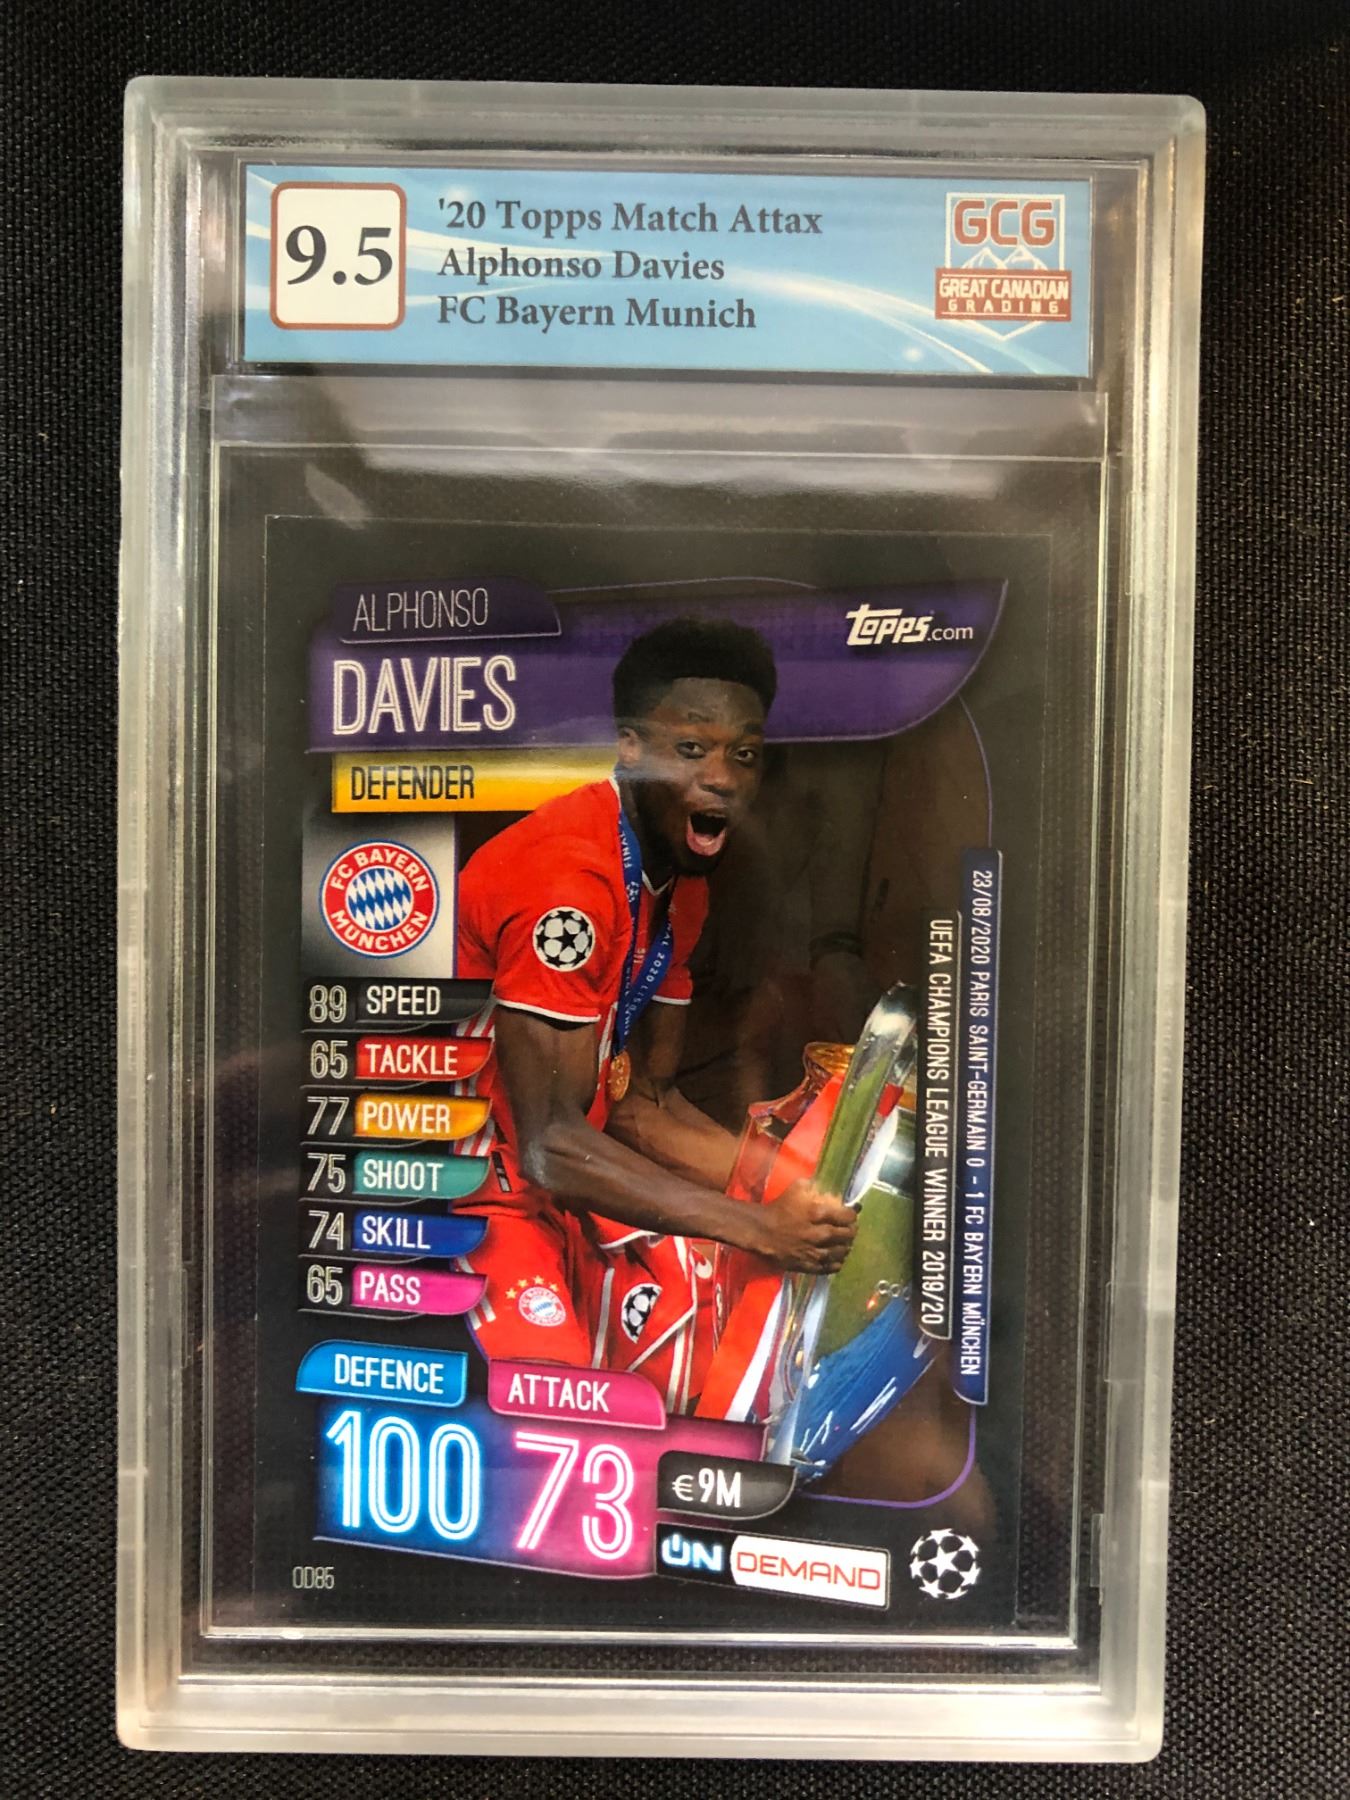 9.5
'20 Topps Match Attax
Alphonso Davies
FC Bayern Munich
GCG
GREAT CANADIAN
GRADING
ALPHONSO
DAVIES
Topps.com
DEFENDER
FC BAYERN
MÜNCHEN
89 SPEED
65 TACKLE
77 POWER
75 SHOOT
74 SKILL
65 PASS
23/08/2020 PARIS SAINT-GERMAIN 0 - 1 FC BAYERN MÜNCHEN
UEFA CHAMPIONS LEAGUE WINNER 2019/20
DEFENCE
100
ATTACK
73
€9M
ON DEMAND
OD85